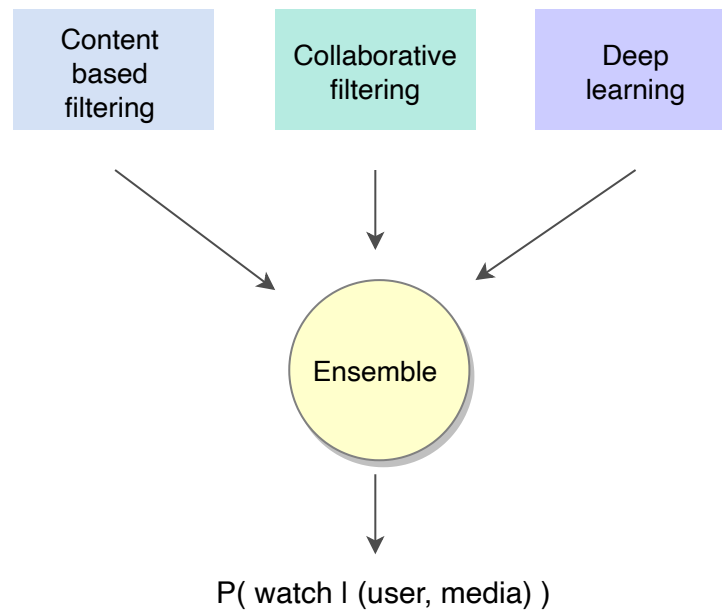 Content
based
filtering
Collaborative
filtering
Deep
learning
Ensemble
P( watch | (user, media) )